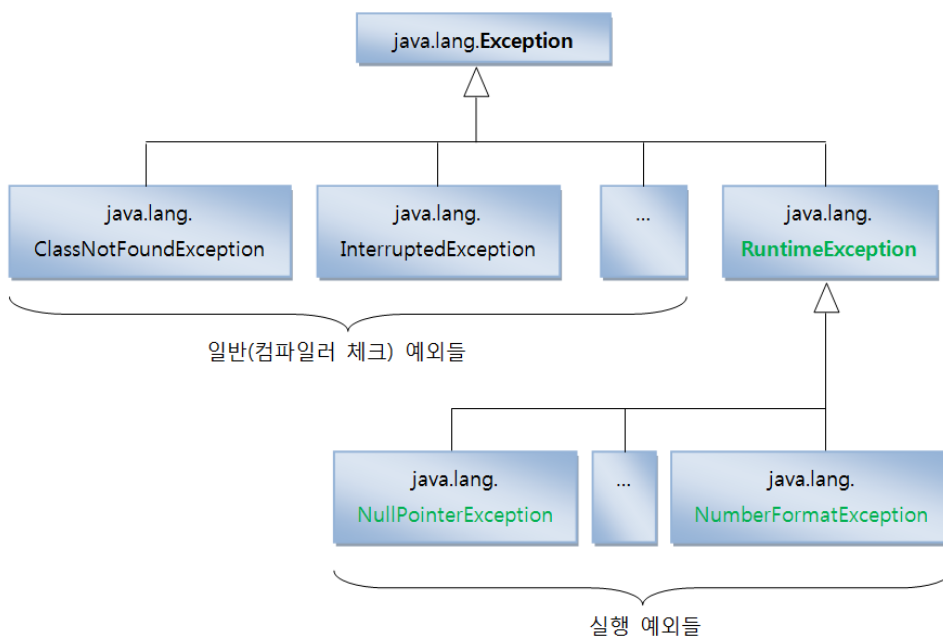 java.lang.Exception
java.lang.
ClassNotFoundException
java.lang.
InterruptedException
...
java.lang.
RuntimeException
일반(컴파일러 체크) 예외들
java.lang.
NullPointerException
...
java.lang.
NumberFormatException
실행 예외들